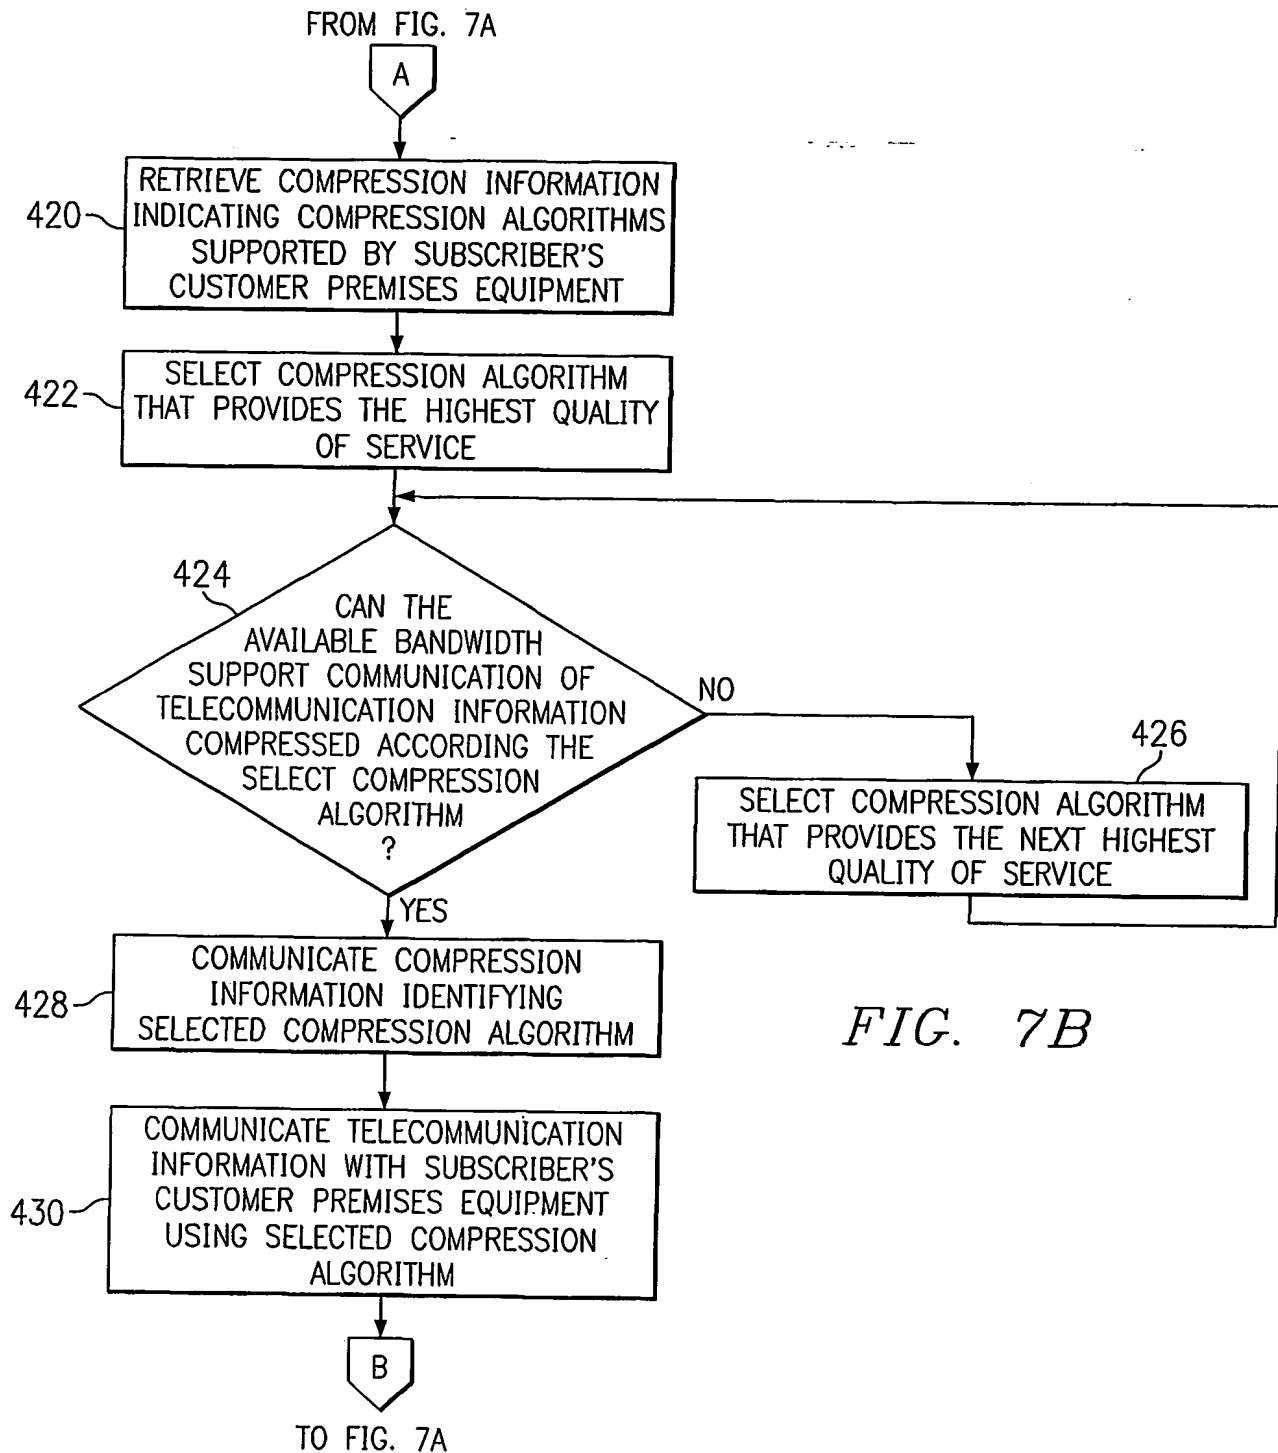 FROM FIG. 7A
A
420
RETRIEVE COMPRESSION INFORMATION
INDICATING COMPRESSION ALGORITHMS
SUPPORTED BY SUBSCRIBER'S
CUSTOMER PREMISES EQUIPMENT
422
SELECT COMPRESSION ALGORITHM
THAT PROVIDES THE HIGHEST QUALITY
OF SERVICE
424
CAN THE
AVAILABLE BANDWIDTH
SUPPORT COMMUNICATION OF
TELECOMMUNICATION INFORMATION
COMPRESSED ACCORDING THE
SELECT COMPRESSION
ALGORITHM
?
NO
426
SELECT COMPRESSION ALGORITHM
THAT PROVIDES THE NEXT HIGHEST
QUALITY OF SERVICE
YES
428
COMMUNICATE COMPRESSION
INFORMATION IDENTIFYING
SELECTED COMPRESSION ALGORITHM
FIG. 7B
430
COMMUNICATE TELECOMMUNICATION
INFORMATION WITH SUBSCRIBER'S
CUSTOMER PREMISES EQUIPMENT
USING SELECTED COMPRESSION
ALGORITHM
B
TO FIG. 7A